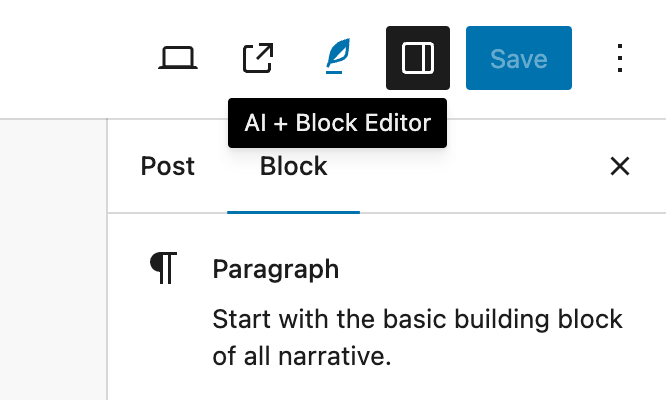 Save
AI + Block Editor
Post
Block
Paragraph
Start with the basic building block
of all narrative.